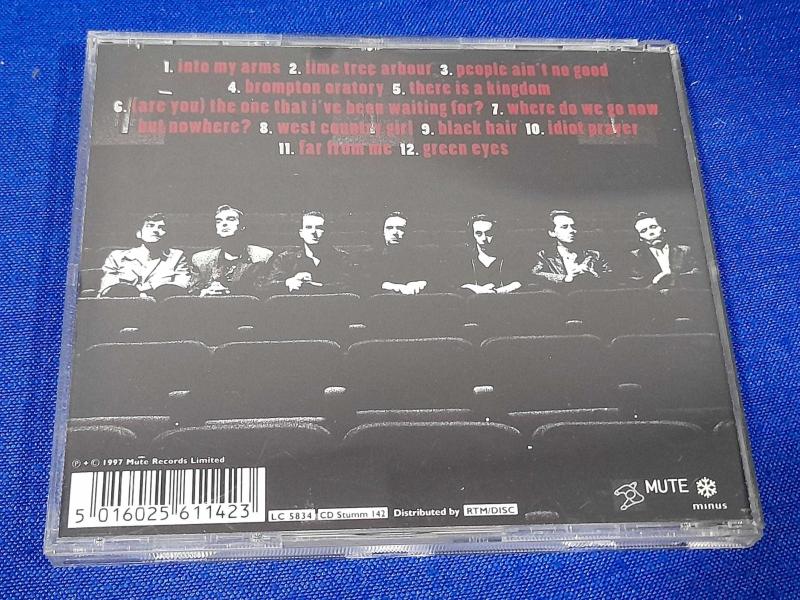 1. into my arms 2. lime tree arbour 3. people ain't no good
4. brompton oratory 5. there is a kingdom
6. (are you) the one that i've been waiting for? 7. where do we go now
but nowhere? 8. west country girl 9. black hair 10. idiot prayer
11. far from me 12. green eyes
℗ + © 1997 Mute Records Limited
5 016025 611423
LC 5834 CD Stumm 142 Distributed by RTM/DISC
MUTE
minus